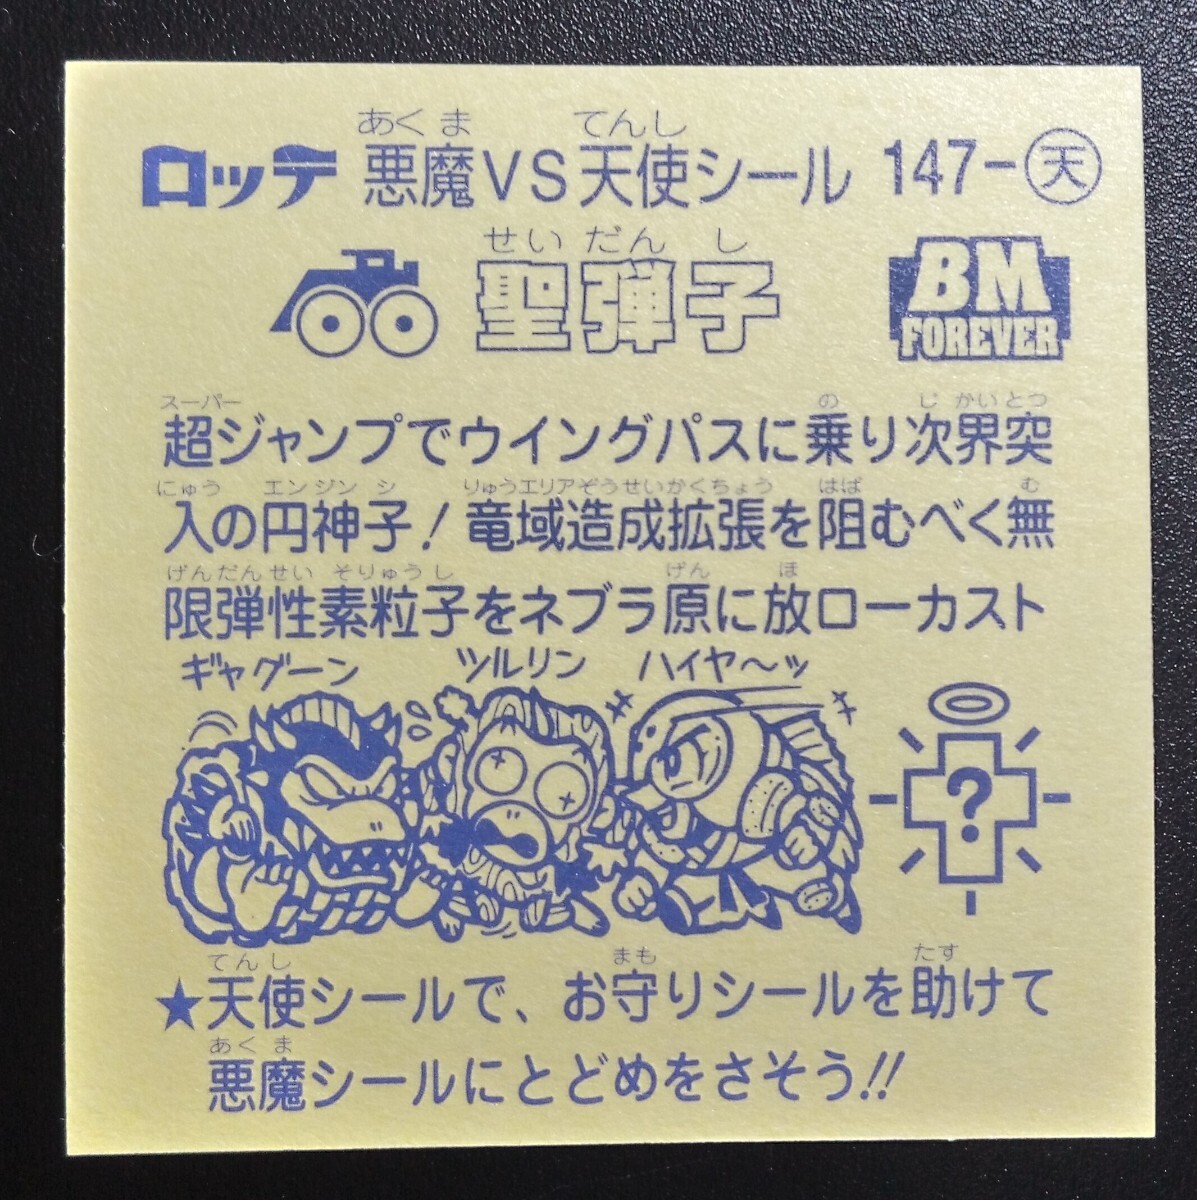 あくま てんし
ロッテ 悪魔VS天使シール 147-天
せいだんし
聖弾子
BM
FOREVER
スーパー の じかいとつ
超ジャンプでウイングパスに乗り次界突
にゅう エンジンシ りゅうエリアぞうせいかくちょう はば む
入の円神子！竜域造成拡張を阻むべく無
げんだんせい そりゅうし げん ほ
限弾性素粒子をネブラ原に放ローカスト
ギャグーン ツルリン ハイヤ〜ッ
?
てんし まも たす
★天使シールで、お守りシールを助けて
あくま
悪魔シールにとどめをさそう!!